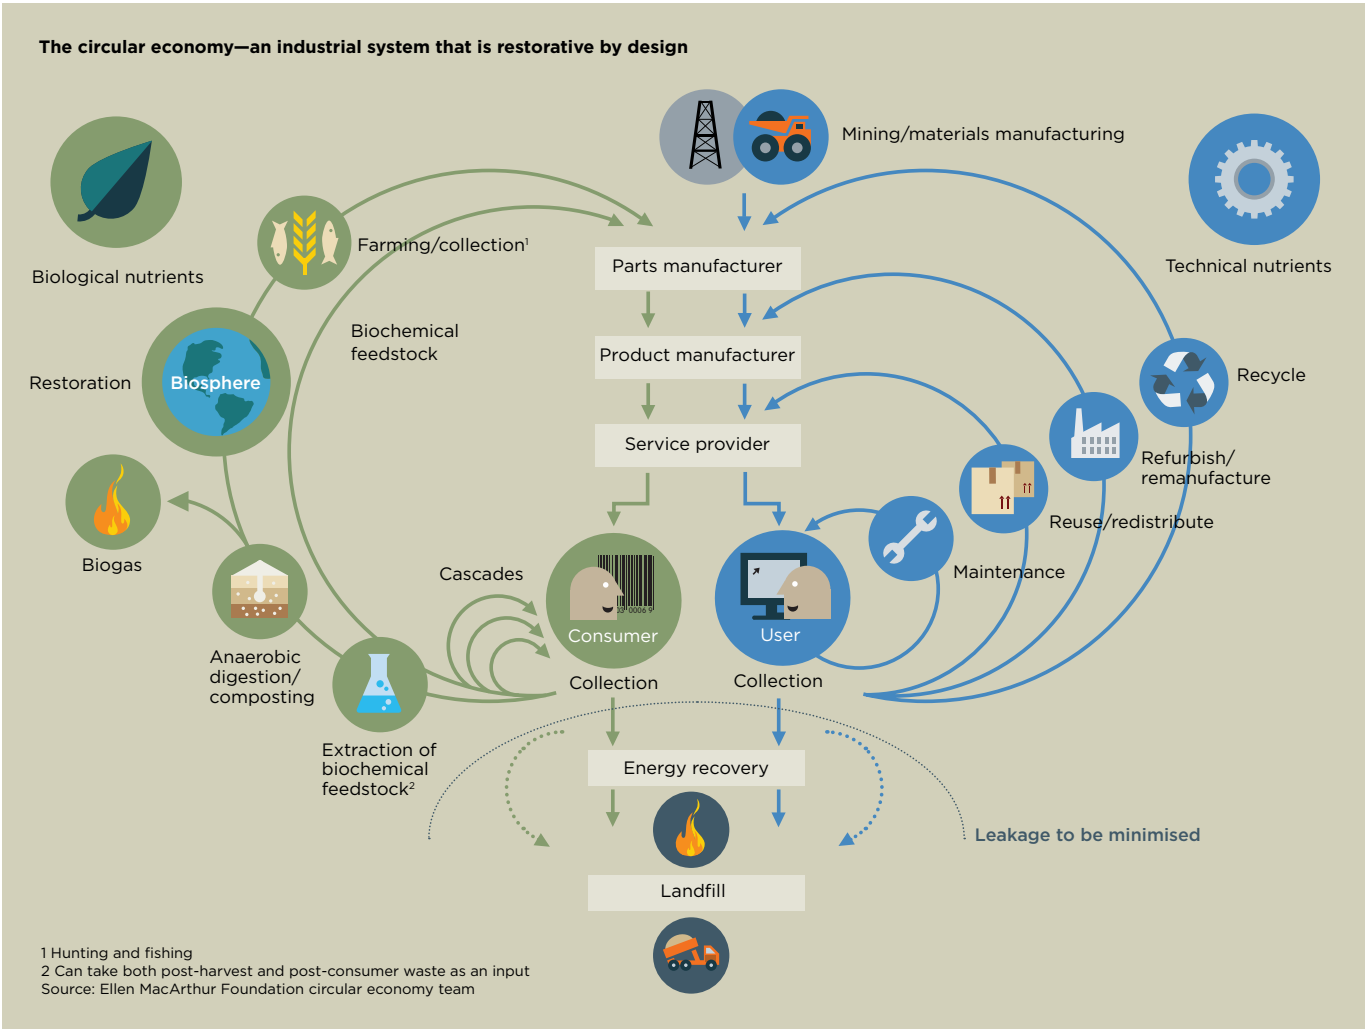 The circular economy—an industrial system that is restorative by design
Mining/materials manufacturing
Biological nutrients
Farming/collection¹
Technical nutrients
Parts manufacturer
Biochemical
feedstock
Product manufacturer
Restoration
Biosphere
Recycle
Service provider
Refurbish/
remanufacture
Reuse/redistribute
Biogas
Cascades
Maintenance
Consumer
User
Anaerobic
digestion/
composting
Collection
Collection
Extraction of
biochemical
feedstock²
Energy recovery
Leakage to be minimised
Landfill
1 Hunting and fishing
2 Can take both post-harvest and post-consumer waste as an input
Source: Ellen MacArthur Foundation circular economy team